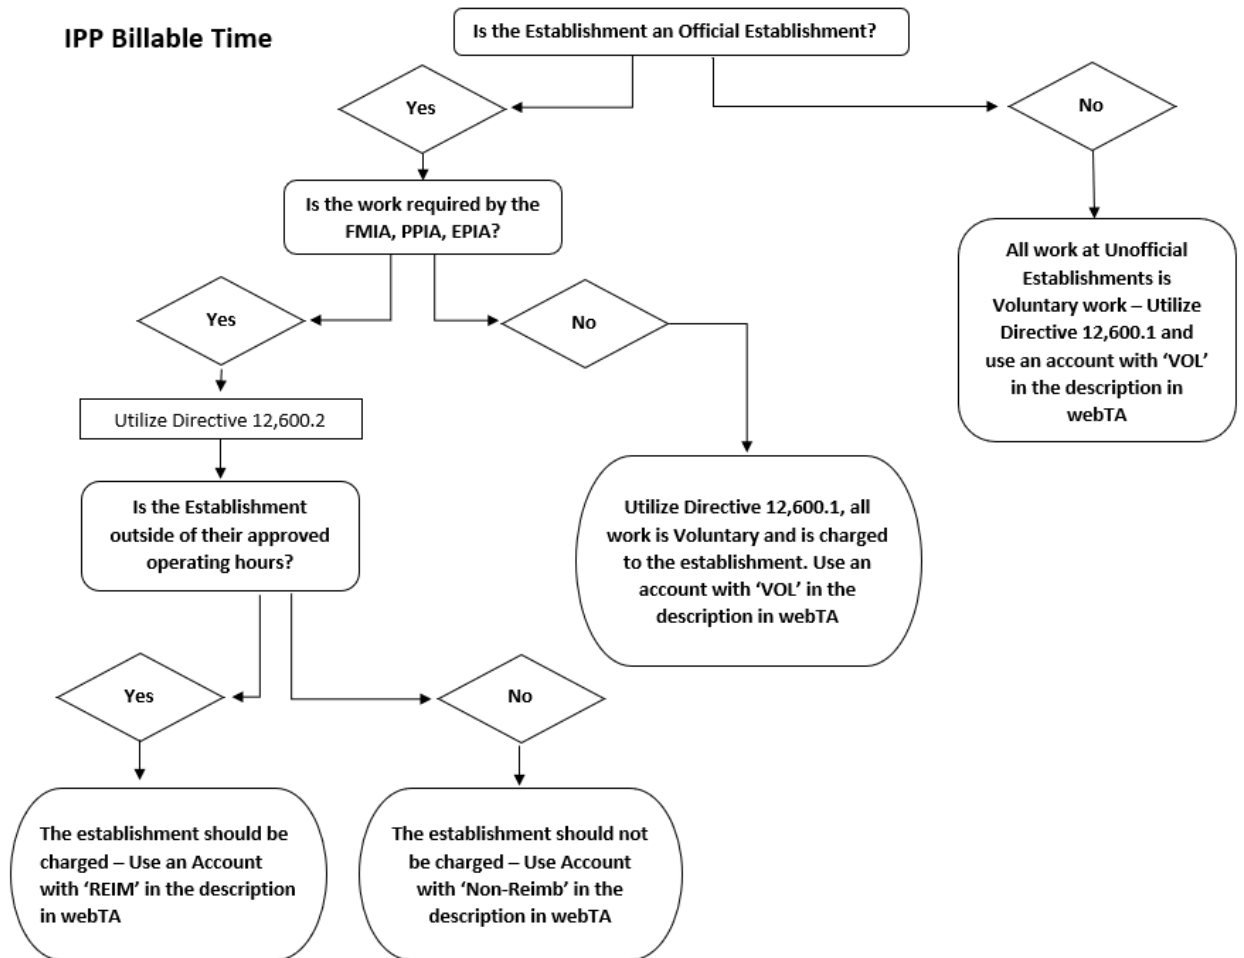 IPP Billable Time
Is the Establishment an Official Establishment?
Yes
No
Is the work required by the
FMIA, PPIA, EPIA?
All work at Unofficial
Establishments is
Voluntary work – Utilize
Directive 12,600.1 and
use an account with ‘VOL’
in the description in
webTA
Yes
No
Utilize Directive 12,600.2
Is the Establishment
outside of their approved
operating hours?
Utilize Directive 12,600.1, all
work is Voluntary and is charged
to the establishment. Use an
account with ‘VOL’ in the
description in webTA
Yes
No
The establishment should be
charged – Use an Account
with ‘REIM’ in the description
in webTA
The establishment should not
be charged – Use Account
with ‘Non-Reimb’ in the
description in webTA